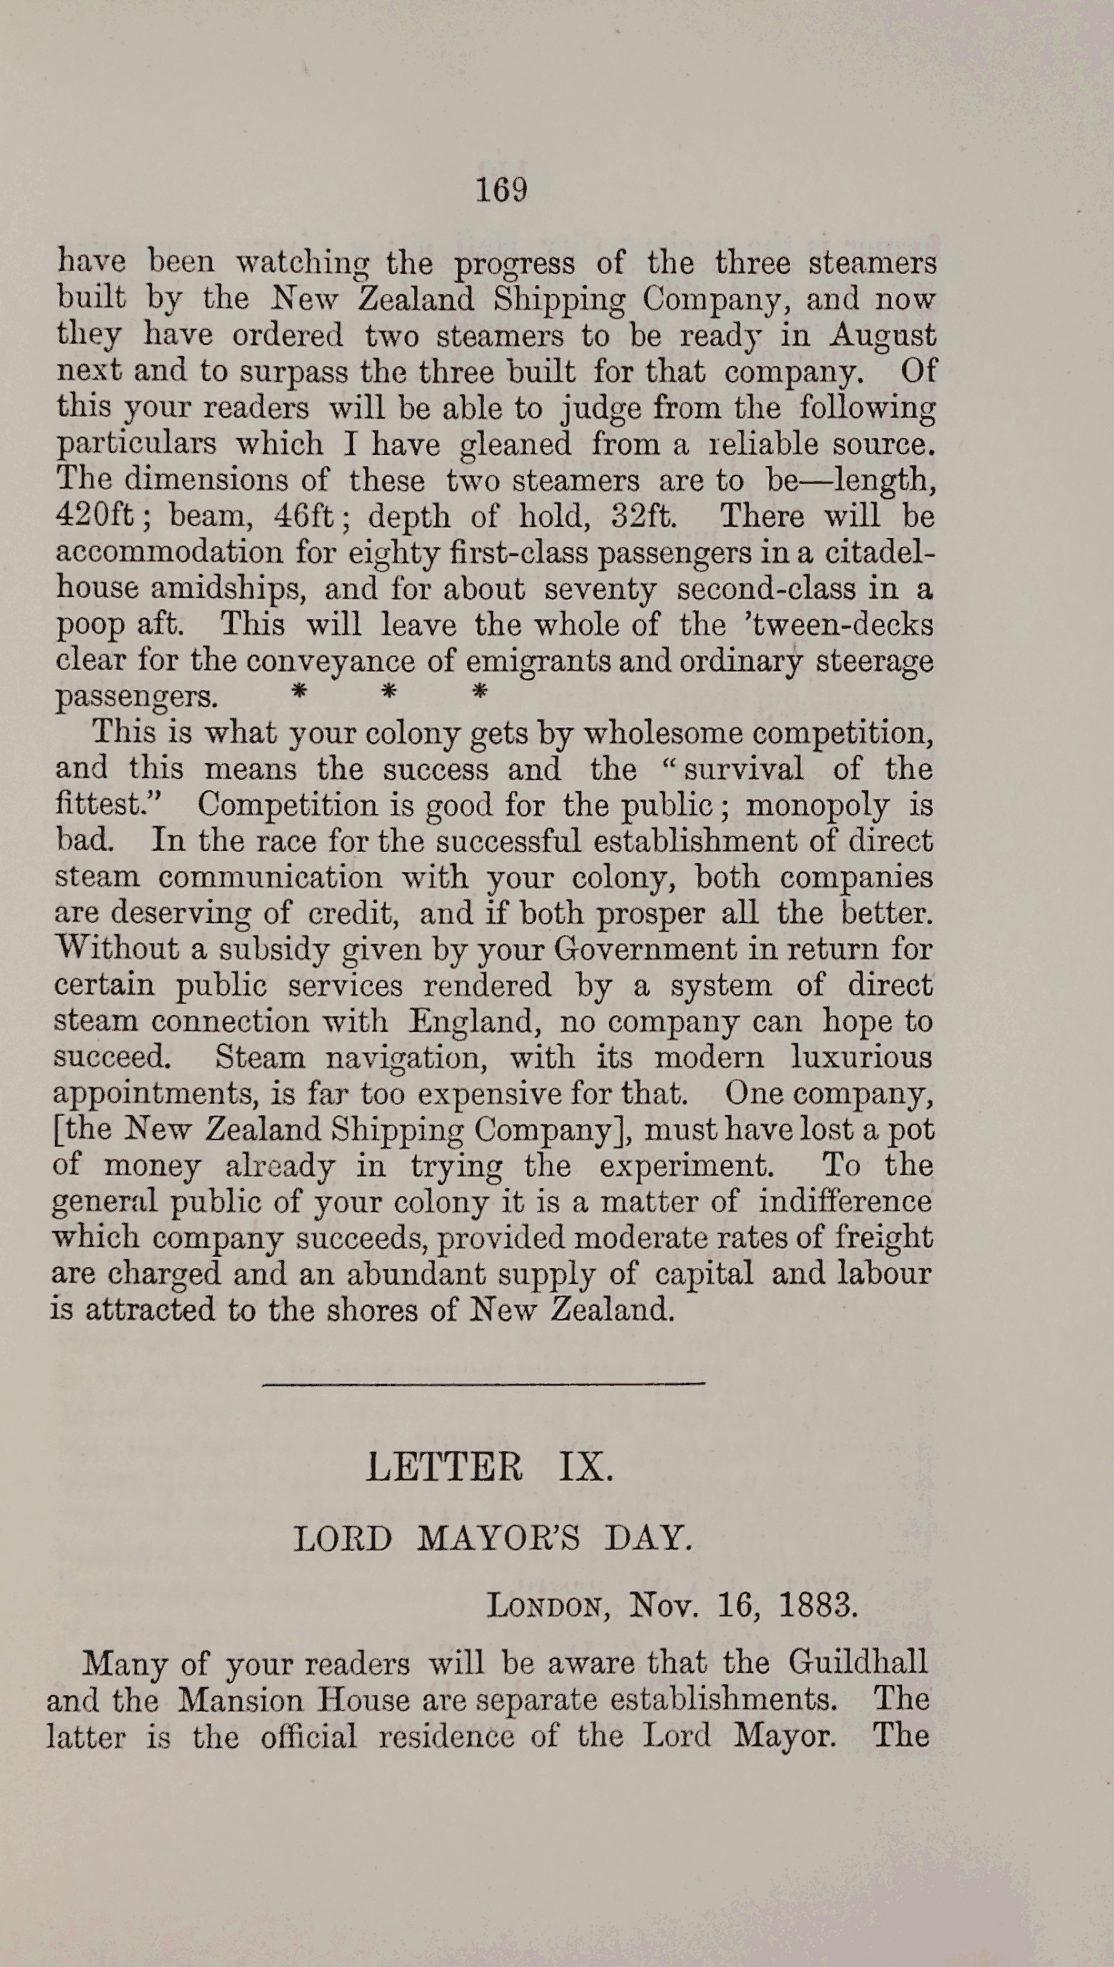 169
have been watching the progress of the three steamers
built by the New Zealand Shipping Company, and now
they have ordered two steamers to be ready in August
next and to surpass the three built for that company. Of
this your readers will be able to judge from the following
particulars which I have gleaned from a reliable source.
The dimensions of these two steamers are to be—length,
420ft; beam, 46ft; depth of hold, 32ft. There will be
accommodation for eighty first-class passengers in a citadel-
house amidships, and for about seventy second-class in a
poop aft. This will leave the whole of the ’tween-decks
clear for the conveyance of emigrants and ordinary steerage
passengers. * * *
This is what your colony gets by wholesome competition,
and this means the success and the “survival of the
fittest.” Competition is good for the public; monopoly is
bad. In the race for the successful establishment of direct
steam communication with your colony, both companies
are deserving of credit, and if both prosper all the better.
Without a subsidy given by your Government in return for
certain public services rendered by a system of direct
steam connection with England, no company can hope to
succeed. Steam navigation, with its modern luxurious
appointments, is far too expensive for that. One company,
[the New Zealand Shipping Company], must have lost a pot
of money already in trying the experiment. To the
general public of your colony it is a matter of indifference
which company succeeds, provided moderate rates of freight
are charged and an abundant supply of capital and labour
is attracted to the shores of New Zealand.
LETTER IX.
LORD MAYOR’S DAY.
LONDON, NOV. 16, 1883.
Many of your readers will be aware that the Guildhall
and the Mansion House are separate establishments. The
latter is the official residence of the Lord Mayor. The